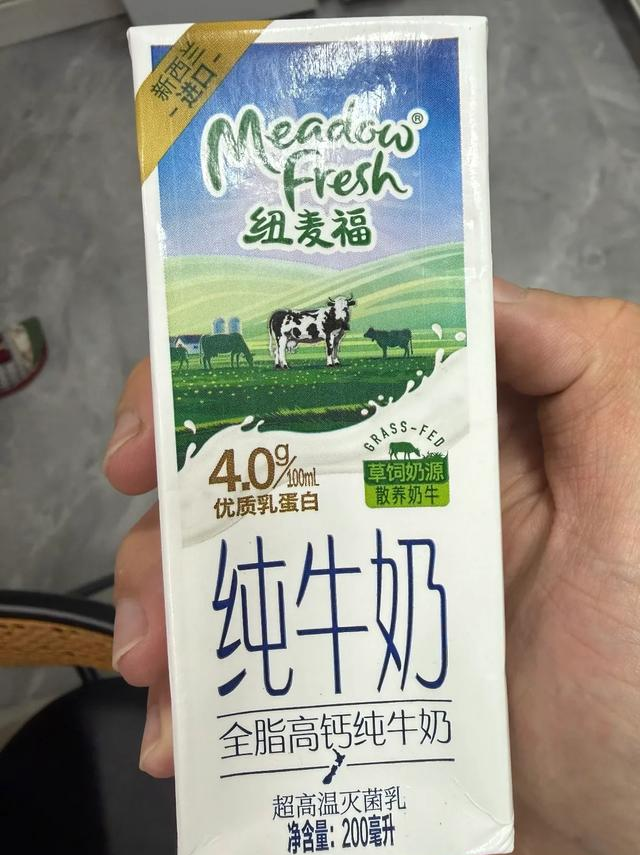 新西兰
-进口-
Meadow®
Fresh
纽麦福
4.0g/100mL
优质乳蛋白
GRASS-FED
草饲奶源
散养奶牛
纯牛奶
全脂高钙纯牛奶
超高温灭菌乳
净含量：200毫升